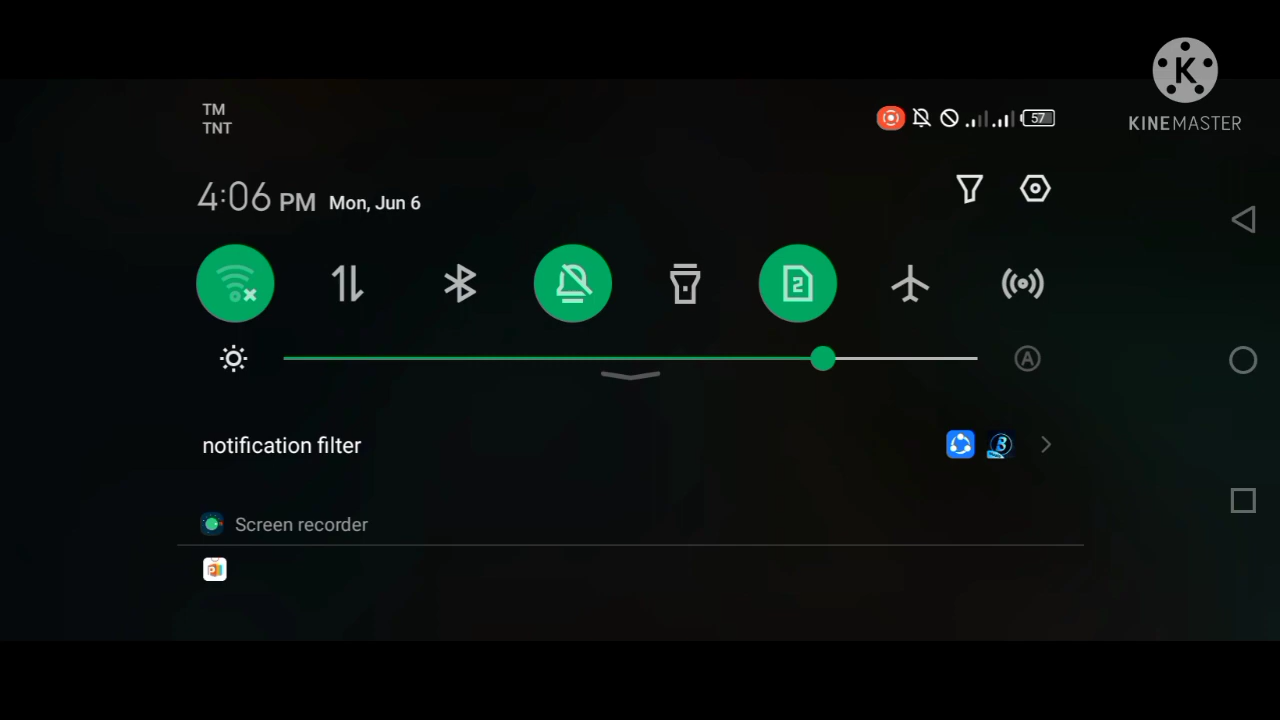 TM
TNT
57
KINEMASTER
4:06 PM Mon, Jun 6
2
A
notification filter
Screen recorder